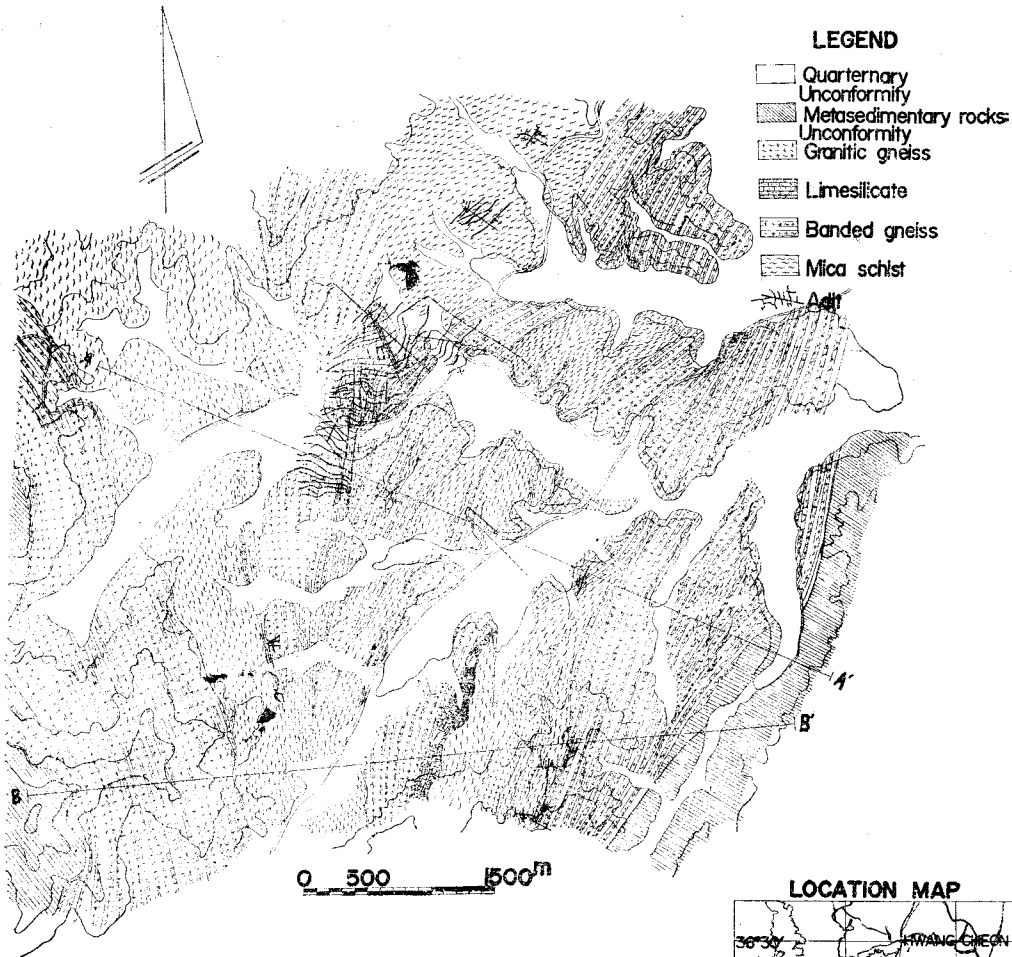 LEGEND
Quarternary
Unconformity
Metasedimentary rocks
Unconformity
Granitic gneiss
Limesilicate
Banded gneiss
Mica schist
Adit
A
A'
B'
B
0 500 1500m
LOCATION MAP
36°30'
KWANG CHEON